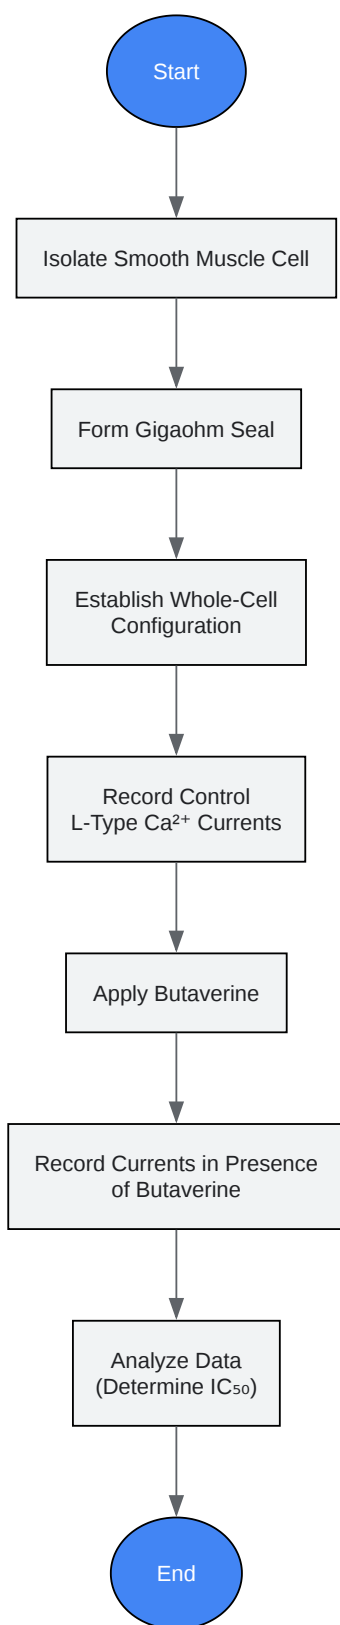 Start
Isolate Smooth Muscle Cell
Form Gigaohm Seal
Establish Whole-Cell
Configuration
Record Control
L-Type Ca²⁺ Currents
Apply Butaverine
Record Currents in Presence
of Butaverine
Analyze Data
(Determine IC₅₀)
End